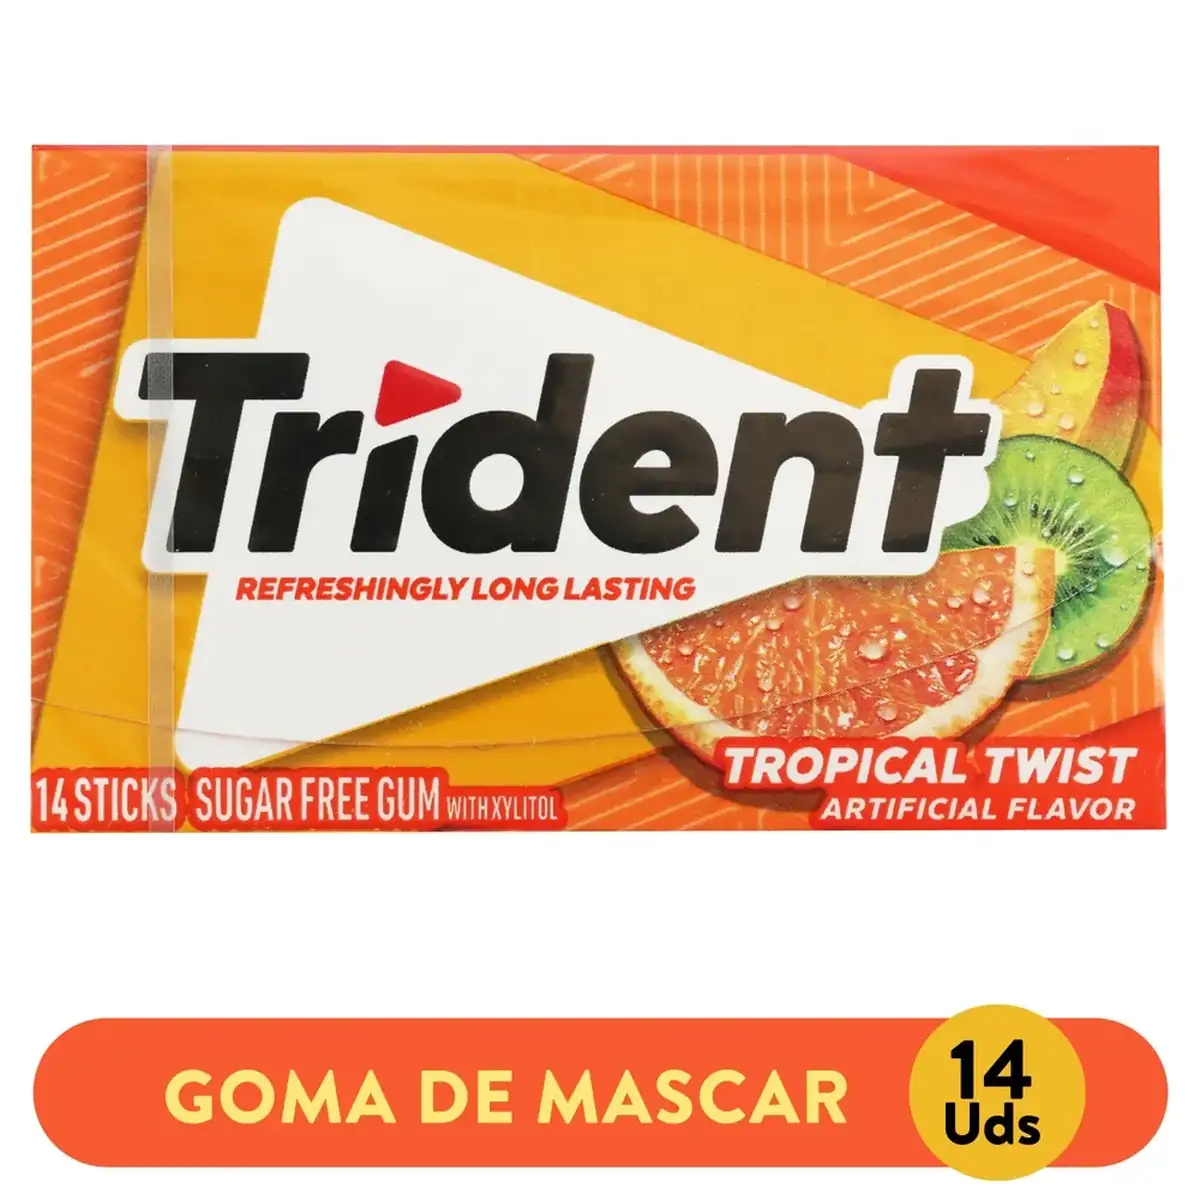 Trident
REFRESHINGLY LONG LASTING
TROPICAL TWIST
ARTIFICIAL FLAVOR
14 STICKS SUGAR FREE GUM WITH XYLITOL
GOMA DE MASCAR
14
Uds